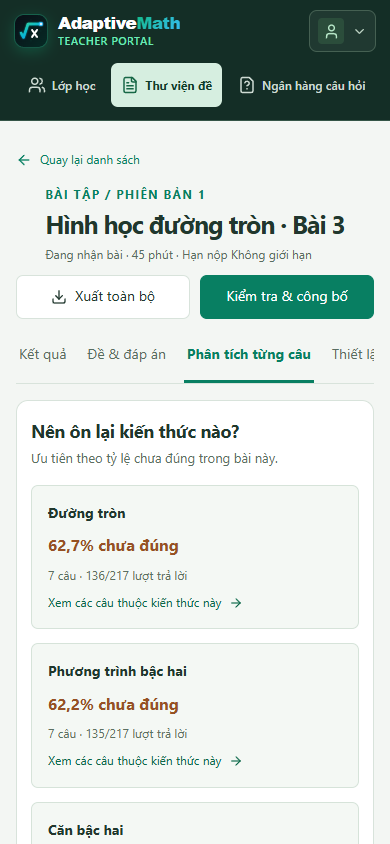 AdaptiveMath
TEACHER PORTAL
Lớp học
Thư viện đề
Ngân hàng câu hỏi
Quay lại danh sách
BÀI TẬP / PHIÊN BẢN 1
Hình học đường tròn · Bài 3
Đang nhận bài · 45 phút · Hạn nộp Không giới hạn
Xuất toàn bộ
Kiểm tra & công bố
Kết quả
Đề & đáp án
Phân tích từng câu
Thiết lậ
Nên ôn lại kiến thức nào?
Ưu tiên theo tỷ lệ chưa đúng trong bài này.
Đường tròn
62,7% chưa đúng
7 câu · 136/217 lượt trả lời
Xem các câu thuộc kiến thức này
Phương trình bậc hai
62,2% chưa đúng
7 câu · 135/217 lượt trả lời
Xem các câu thuộc kiến thức này
Căn bậc hai